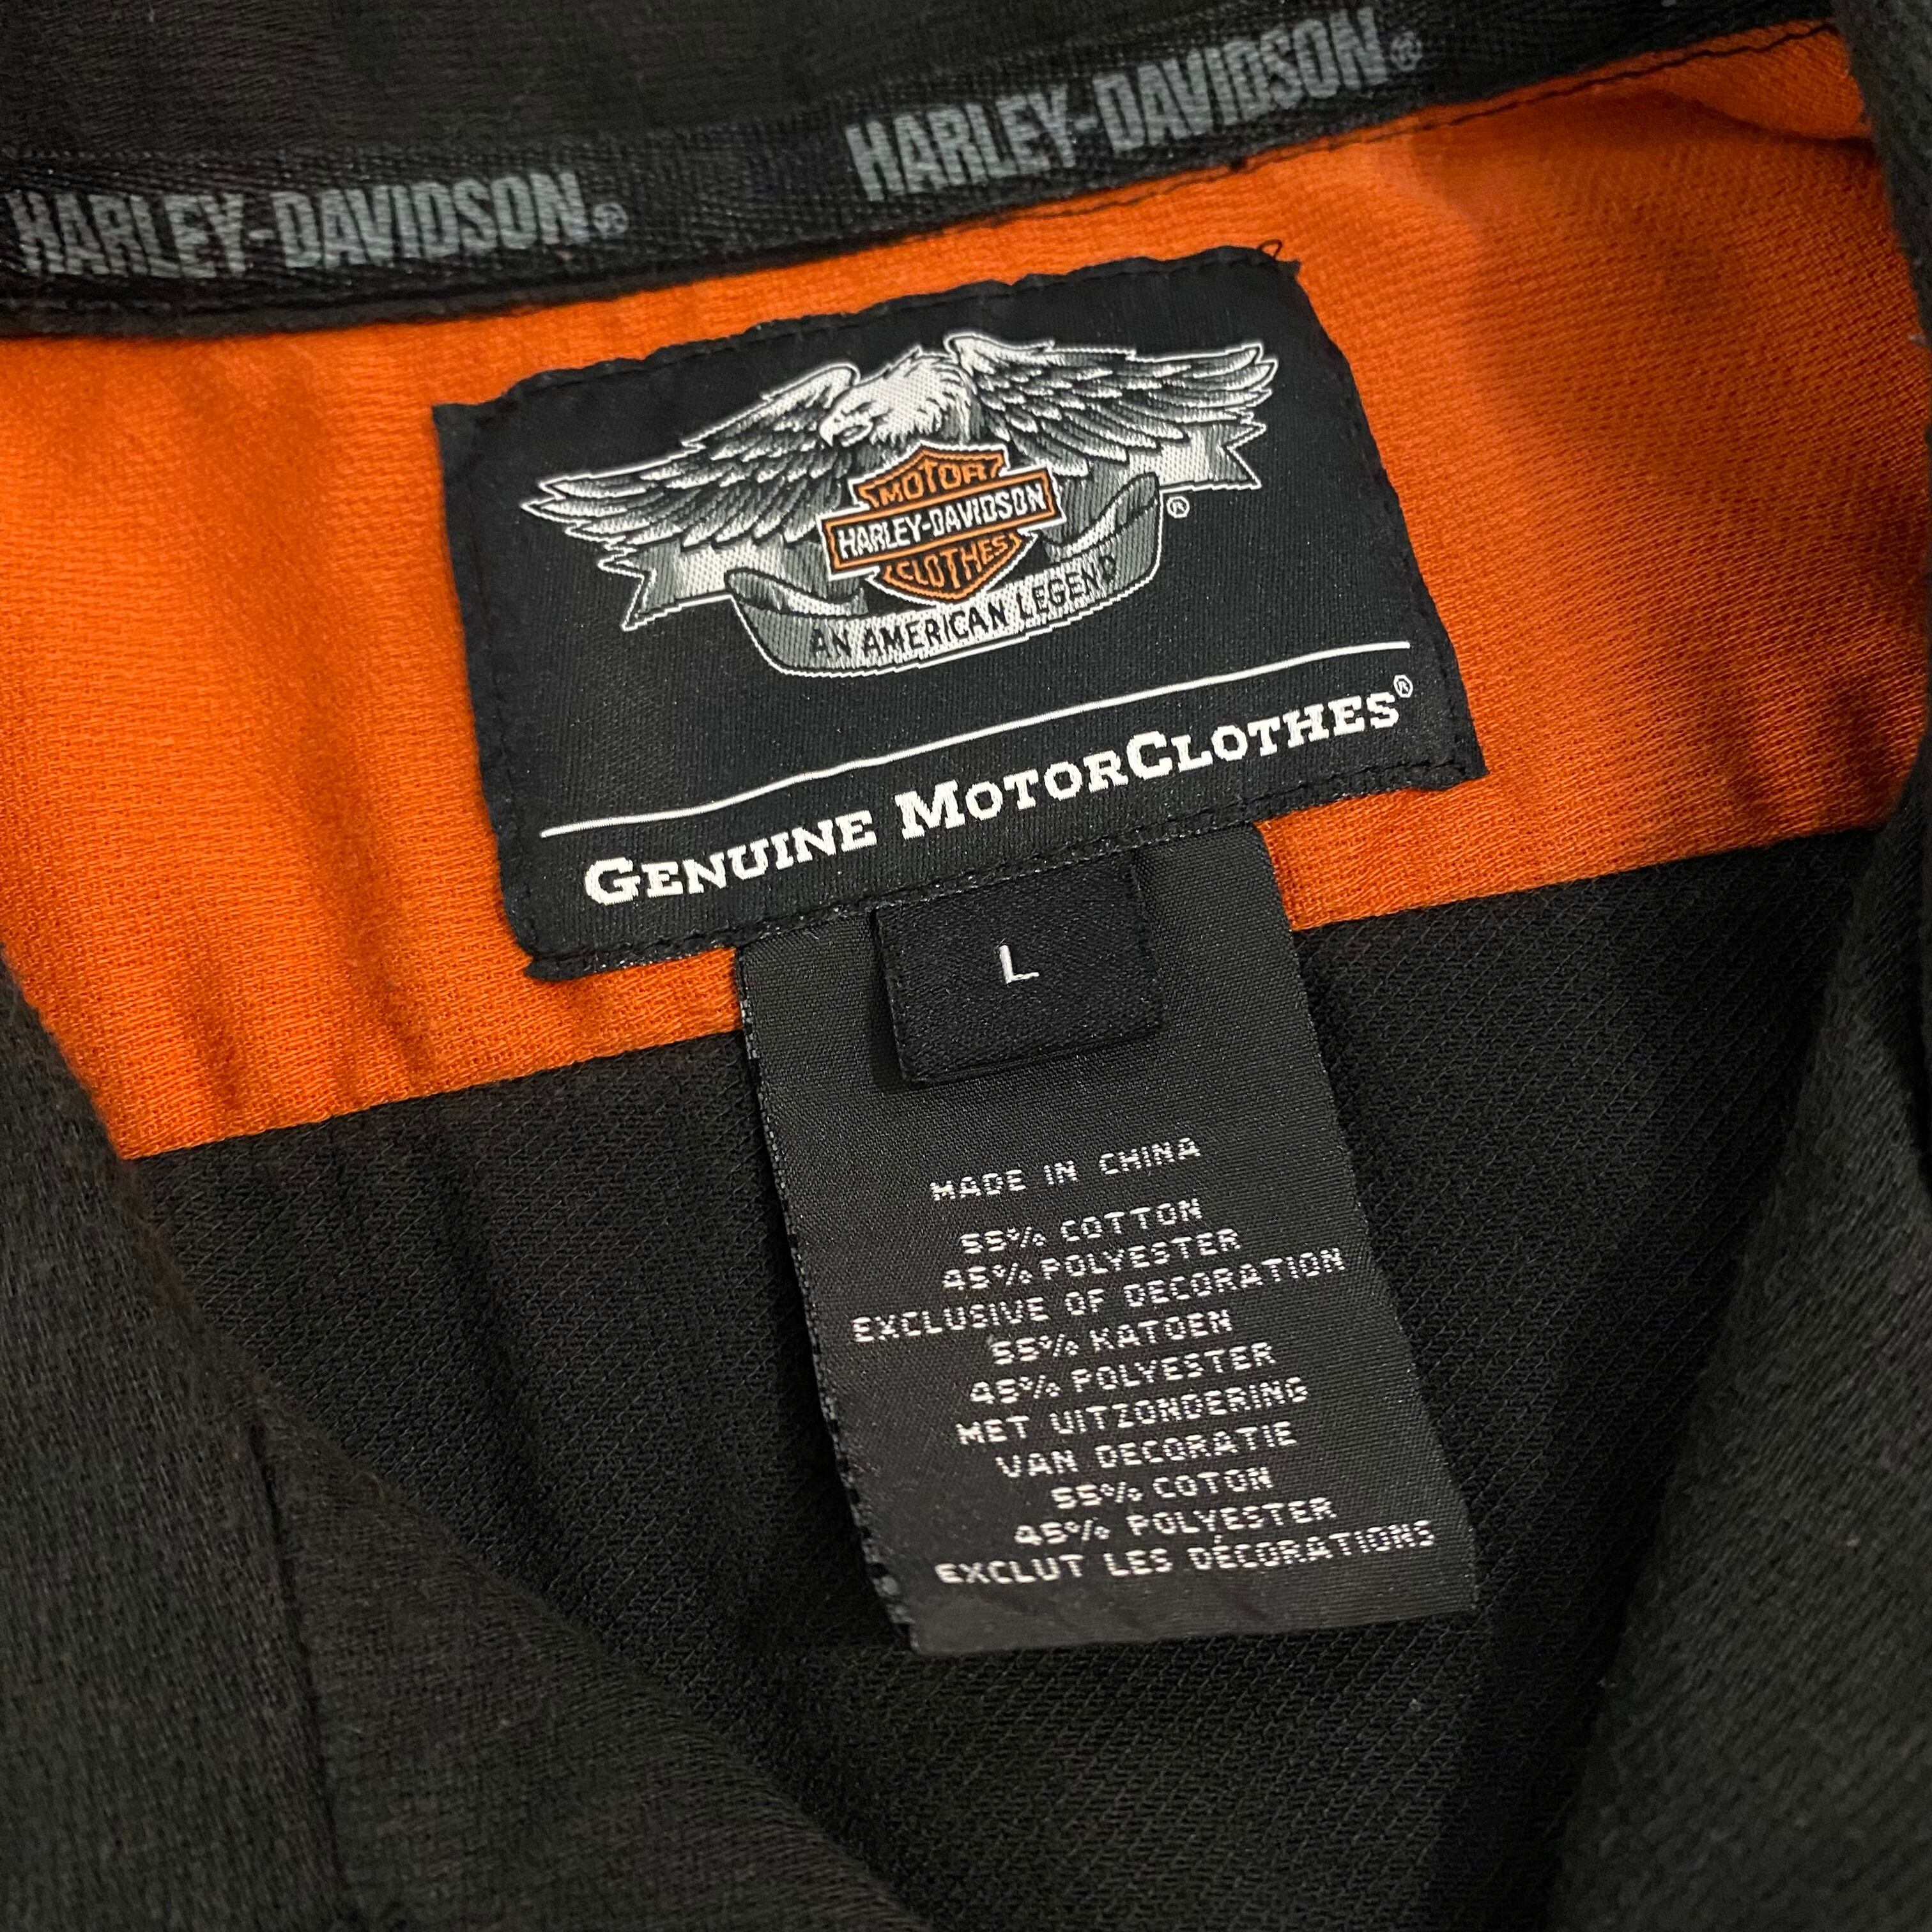 HARLEY-DAVIDSON® HARLEY-DAVIDSON®
MOTOR
HARLEY-DAVIDSON
CLOTHES
®
AN AMERICAN LEGEND
GENUINE MOTORCLOTHES®
L
MADE IN CHINA
55% COTTON
45% POLYESTER
EXCLUSIVE OF DECORATION
55% KATOEN
45% POLYESTER
MET UITZONDERING
VAN DECORATIE
55% COTON
45% POLYESTER
EXCLUT LES DÉCORATIONS